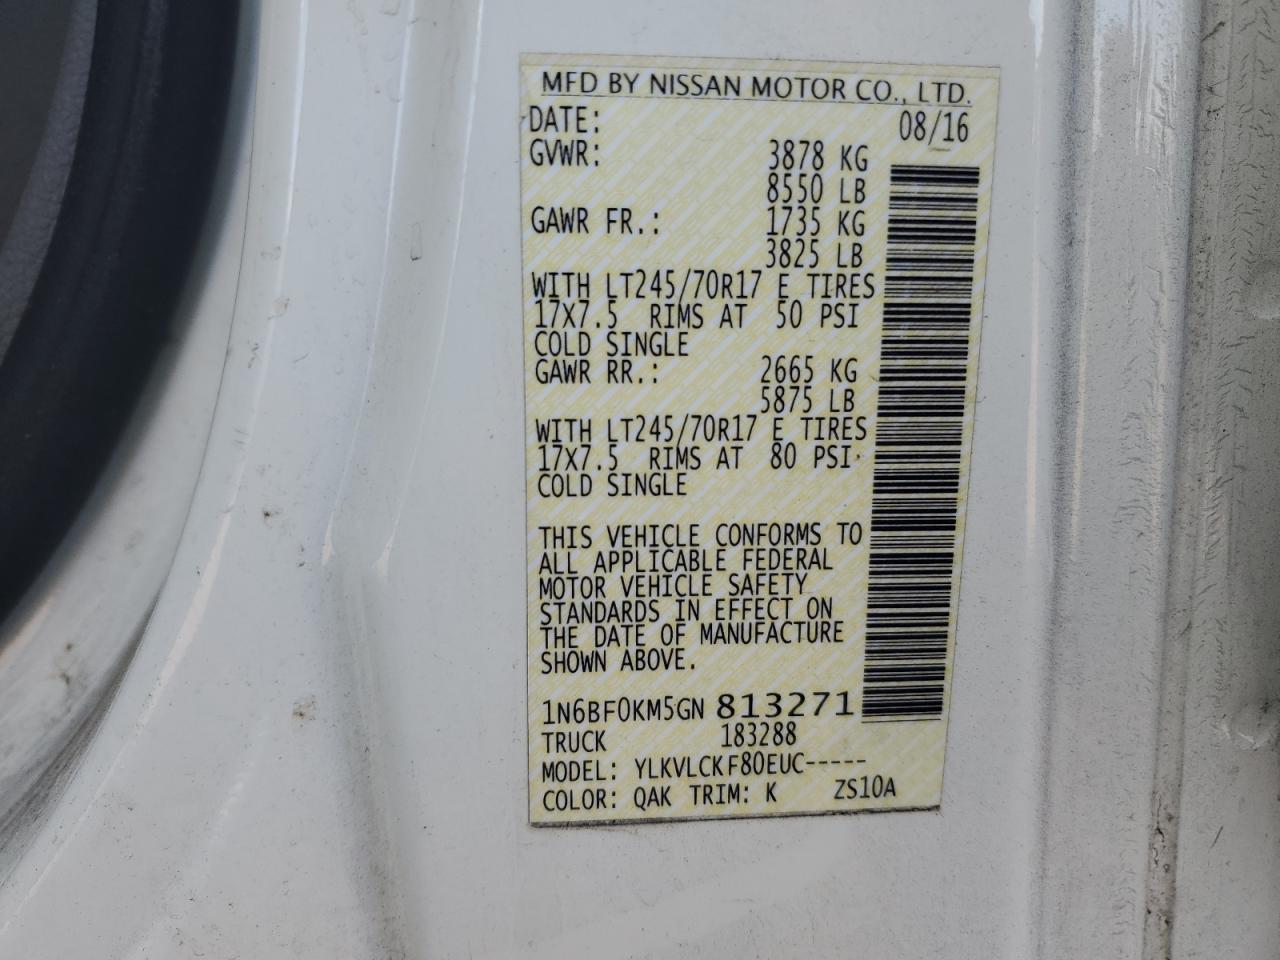 MFD BY NISSAN MOTOR CO., LTD.
DATE: 08/16
GVWR: 3878 KG
8550 LB
GAWR FR.: 1735 KG
3825 LB
WITH LT245/70R17 E TIRES
17X7.5 RIMS AT 50 PSI
COLD SINGLE
GAWR RR.: 2665 KG
5875 LB
WITH LT245/70R17 E TIRES
17X7.5 RIMS AT 80 PSI
COLD SINGLE
THIS VEHICLE CONFORMS TO
ALL APPLICABLE FEDERAL
MOTOR VEHICLE SAFETY
STANDARDS IN EFFECT ON
THE DATE OF MANUFACTURE
SHOWN ABOVE.
1N6BF0KM5GN 813271
TRUCK 183288
MODEL: YLKVLCKF80EUC-----
COLOR: QAK TRIM: K ZS10A